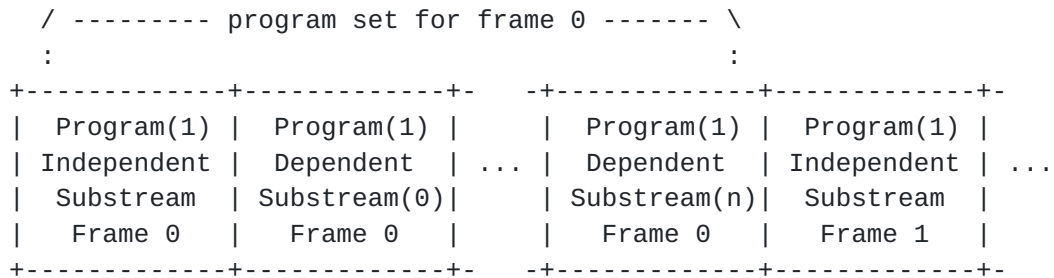 / --------- program set for frame 0 ------- \
:                                           :
+-------------+-------------+-   -+-------------+-------------+-
|  Program(1) |  Program(1) |     |  Program(1) |  Program(1) |
| Independent |  Dependent  | ... |  Dependent  | Independent | ...
|  Substream  | Substream(0)|     | Substream(n)|  Substream  |
|   Frame 0   |   Frame 0   |     |   Frame 0   |   Frame 1   |
+-------------+-------------+-   -+-------------+-------------+-